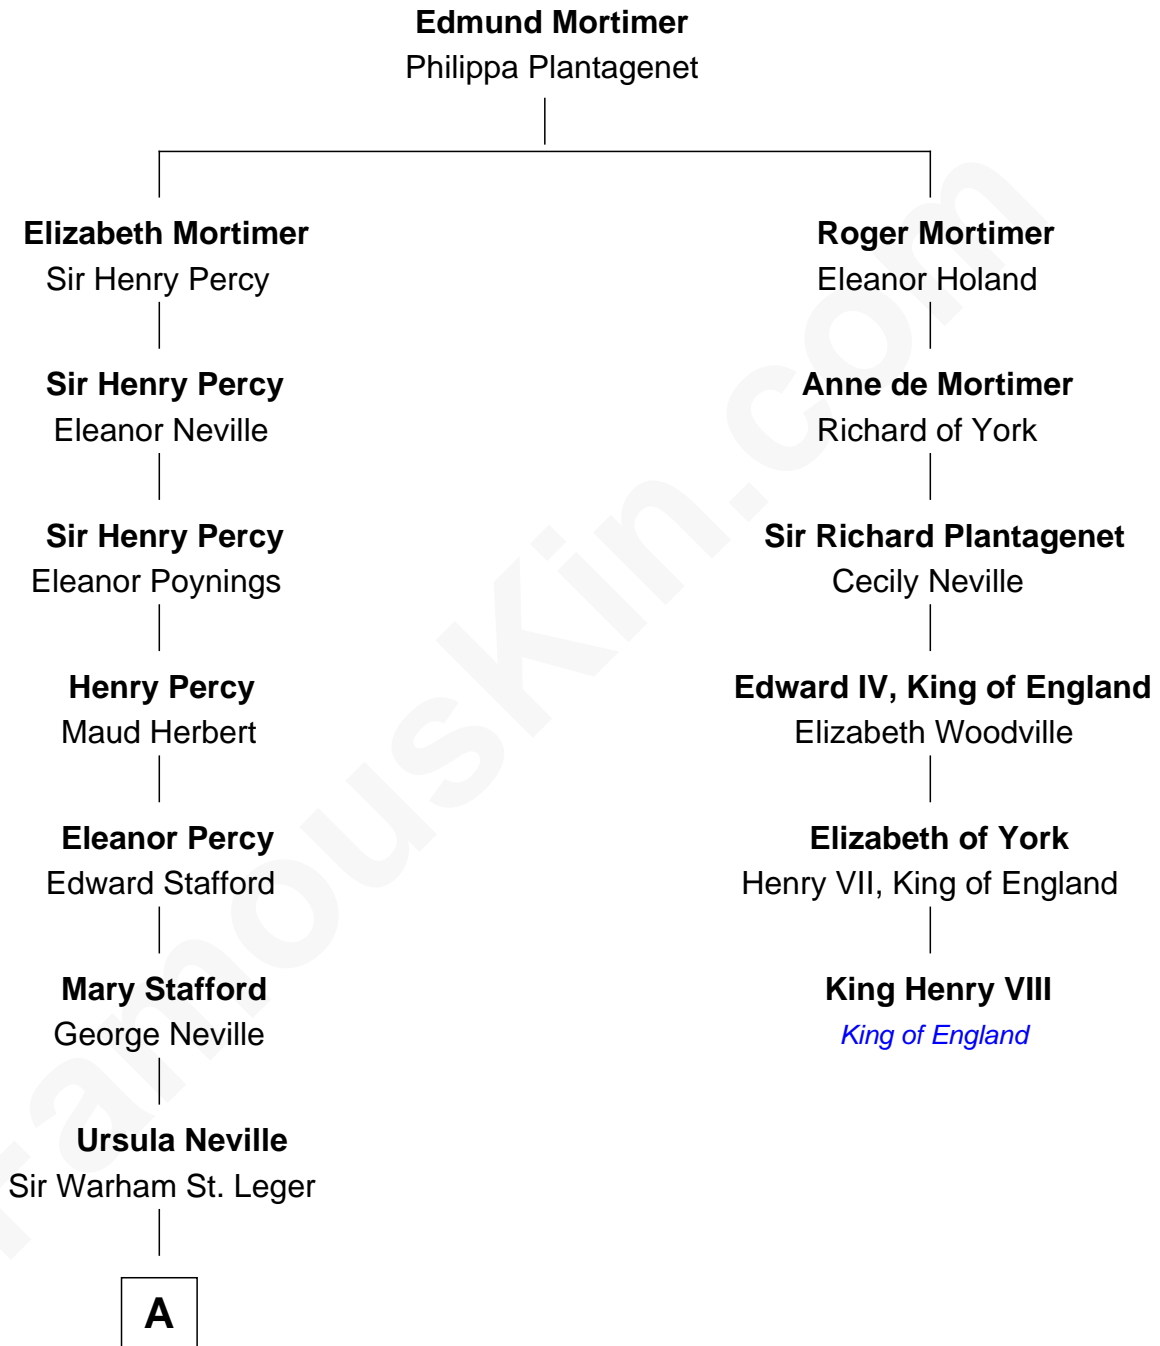 Edmund Mortimer
Philippa Plantagenet
Elizabeth Mortimer
Sir Henry Percy
Roger Mortimer
Eleanor Holand
Sir Henry Percy
Eleanor Neville
Anne de Mortimer
Richard of York
Sir Henry Percy
Eleanor Poynings
Sir Richard Plantagenet
Cecily Neville
Henry Percy
Maud Herbert
Edward IV, King of England
Elizabeth Woodville
Eleanor Percy
Edward Stafford
Elizabeth of York
Henry VII, King of England
Mary Stafford
George Neville
King Henry VIII
King of England
Ursula Neville
Sir Warham St. Leger
A
famouskin.com